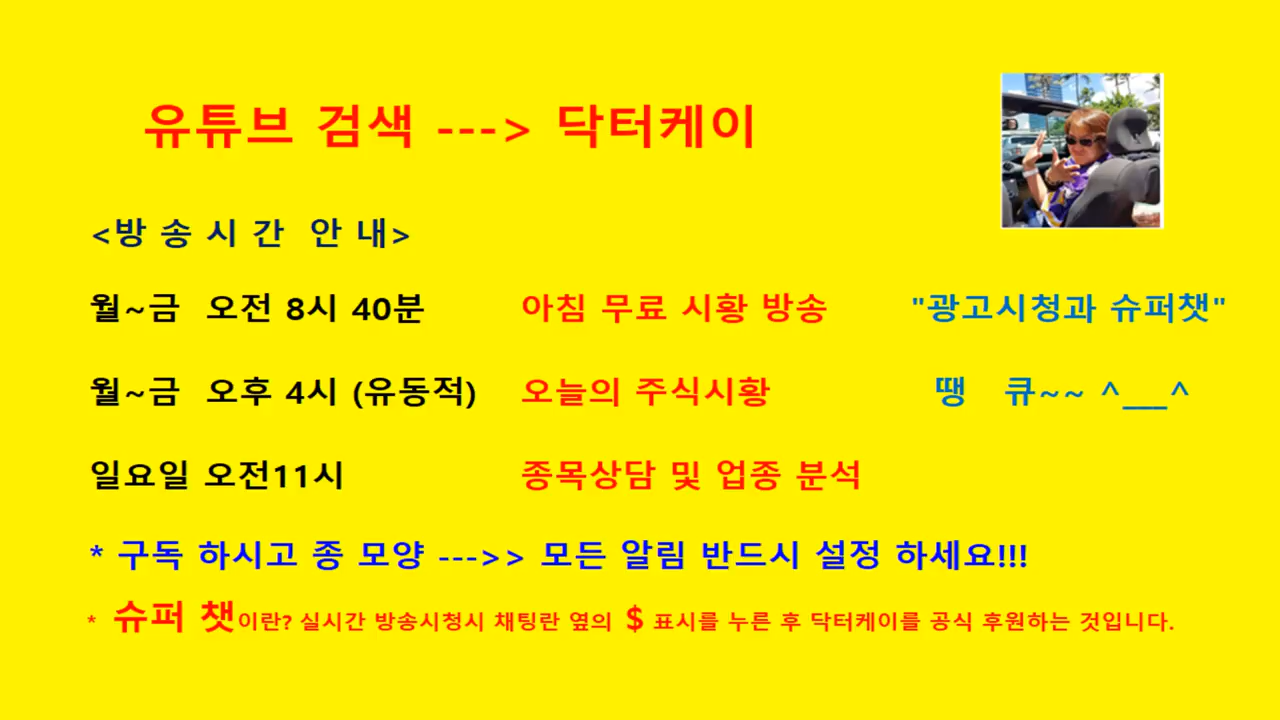 유튜브 검색 ---> 닥터케이
<방 송 시 간 안 내>
월~금 오전 8시 40분 아침 무료 시황 방송 "광고시청과 슈퍼챗"
월~금 오후 4시 (유동적) 오늘의 주식시황 땡 큐~~ ^___^
일요일 오전11시 종목상담 및 업종 분석
* 구독 하시고 종 모양 --->> 모든 알림 반드시 설정 하세요!!!
* 슈퍼 챗이란? 실시간 방송시청시 채팅란 옆의 $ 표시를 누른 후 닥터케이를 공식 후원하는 것입니다.